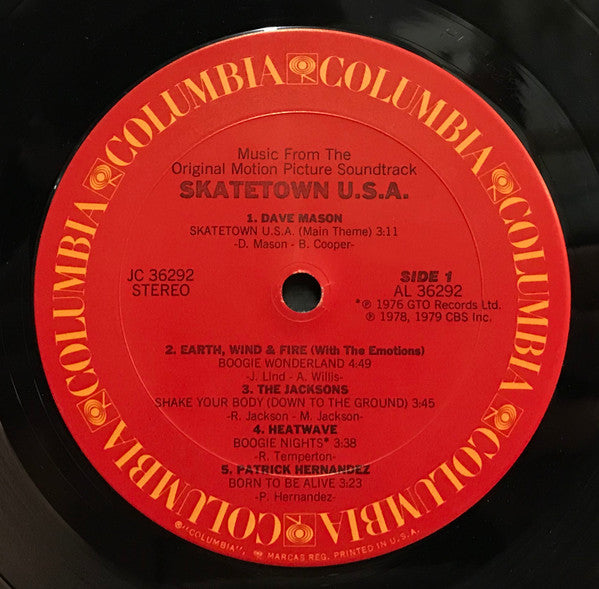 COLUMBIA COLUMBIA COLUMBIA COLUMBIA COLUMBIA COLUMBIA
Music From The
Original Motion Picture Soundtrack
SKATETOWN U.S.A.
1. DAVE MASON
SKATETOWN U.S.A. (Main Theme) 3:11
-D. Mason - B. Cooper-
JC 36292
STEREO
SIDE 1
AL 36292
*℗ 1976 GTO Records Ltd.
℗ 1978, 1979 CBS Inc.
2. EARTH, WIND & FIRE (With The Emotions)
BOOGIE WONDERLAND 4:49
-J. Lind - A. Willis-
3. THE JACKSONS
SHAKE YOUR BODY (DOWN TO THE GROUND) 3:45
-R. Jackson - M. Jackson-
4. HEATWAVE
BOOGIE NIGHTS* 3:38
-R. Temperton-
5. PATRICK HERNANDEZ
BORN TO BE ALIVE 3:23
-P. Hernandez-
®"COLUMBIA", MARCAS REG. PRINTED IN U.S.A.